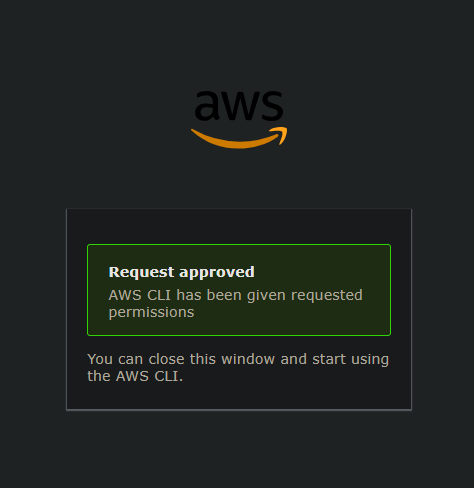 aws
Request approved
AWS CLI has been given requested
permissions
You can close this window and start using
the AWS CLI.